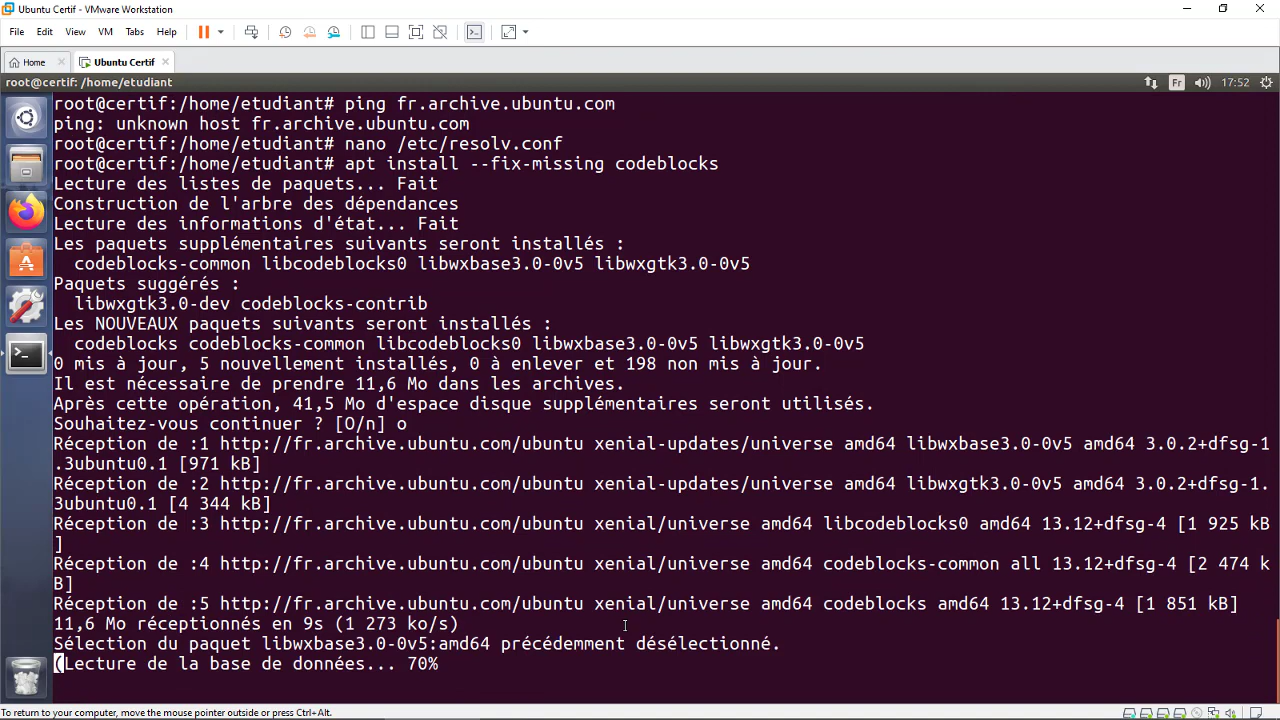 Ubuntu Certif - VMware Workstation
File Edit View VM Tabs Help
Home Ubuntu Certif
root@certif: /home/etudiant Fr 17:52
root@certif:/home/etudiant# ping fr.archive.ubuntu.com
ping: unknown host fr.archive.ubuntu.com
root@certif:/home/etudiant# nano /etc/resolv.conf
root@certif:/home/etudiant# apt install --fix-missing codeblocks
Lecture des listes de paquets... Fait
Construction de l'arbre des dépendances
Lecture des informations d'état... Fait
Les paquets supplémentaires suivants seront installés :
codeblocks-common libcodeblocks0 libwxbase3.0-0v5 libwxgtk3.0-0v5
Paquets suggérés :
libwxgtk3.0-dev codeblocks-contrib
Les NOUVEAUX paquets suivants seront installés :
codeblocks codeblocks-common libcodeblocks0 libwxbase3.0-0v5 libwxgtk3.0-0v5
0 mis à jour, 5 nouvellement installés, 0 à enlever et 198 non mis à jour.
Il est nécessaire de prendre 11,6 Mo dans les archives.
Après cette opération, 41,5 Mo d'espace disque supplémentaires seront utilisés.
Souhaitez-vous continuer ? [O/n] o
Réception de :1 http://fr.archive.ubuntu.com/ubuntu xenial-updates/universe amd64 libwxbase3.0-0v5 amd64 3.0.2+dfsg-1
.3ubuntu0.1 [971 kB]
Réception de :2 http://fr.archive.ubuntu.com/ubuntu xenial-updates/universe amd64 libwxgtk3.0-0v5 amd64 3.0.2+dfsg-1.
3ubuntu0.1 [4 344 kB]
Réception de :3 http://fr.archive.ubuntu.com/ubuntu xenial/universe amd64 libcodeblocks0 amd64 13.12+dfsg-4 [1 925 kB
]
Réception de :4 http://fr.archive.ubuntu.com/ubuntu xenial/universe amd64 codeblocks-common all 13.12+dfsg-4 [2 474 k
B]
Réception de :5 http://fr.archive.ubuntu.com/ubuntu xenial/universe amd64 codeblocks amd64 13.12+dfsg-4 [1 851 kB]
11,6 Mo réceptionnés en 9s (1 273 ko/s)
Sélection du paquet libwxbase3.0-0v5:amd64 précédemment désélectionné.
(Lecture de la base de données... 70%
To return to your computer, move the mouse pointer outside or press Ctrl+Alt.